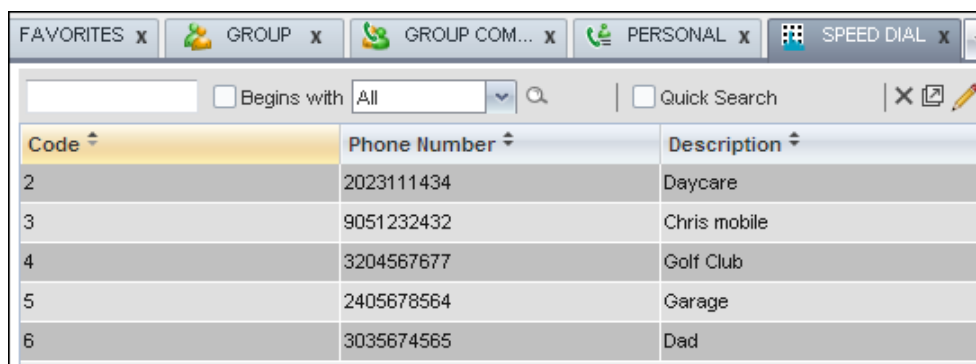 FAVORITES x GROUP x GROUP COM... x PERSONAL x SPEED DIAL x
Begins with All Quick Search
Code Phone Number Description
2 2023111434 Daycare
3 9051232432 Chris mobile
4 3204567677 Golf Club
5 2405678564 Garage
6 3035674565 Dad